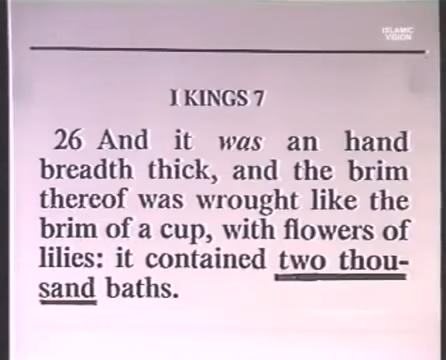 ISLAMIC
VISION
I KINGS 7
26 And it was an hand
breadth thick, and the brim
thereof was wrought like the
brim of a cup, with flowers of
lilies: it contained two thou-
sand baths.